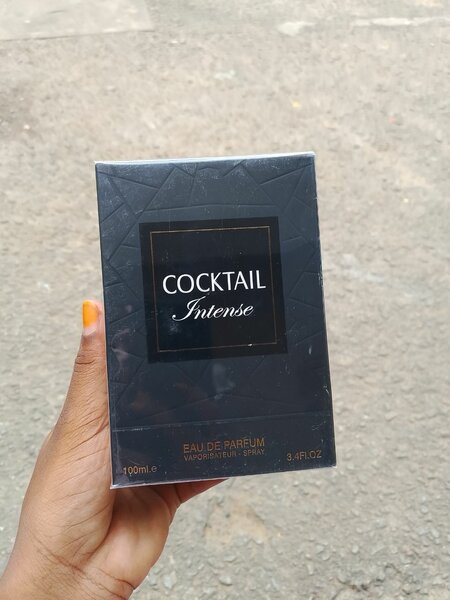 COCKTAIL
Intense
EAU DE PARFUM
VAPORISATEUR - SPRAY
100ml.e 3.4Fl.OZ